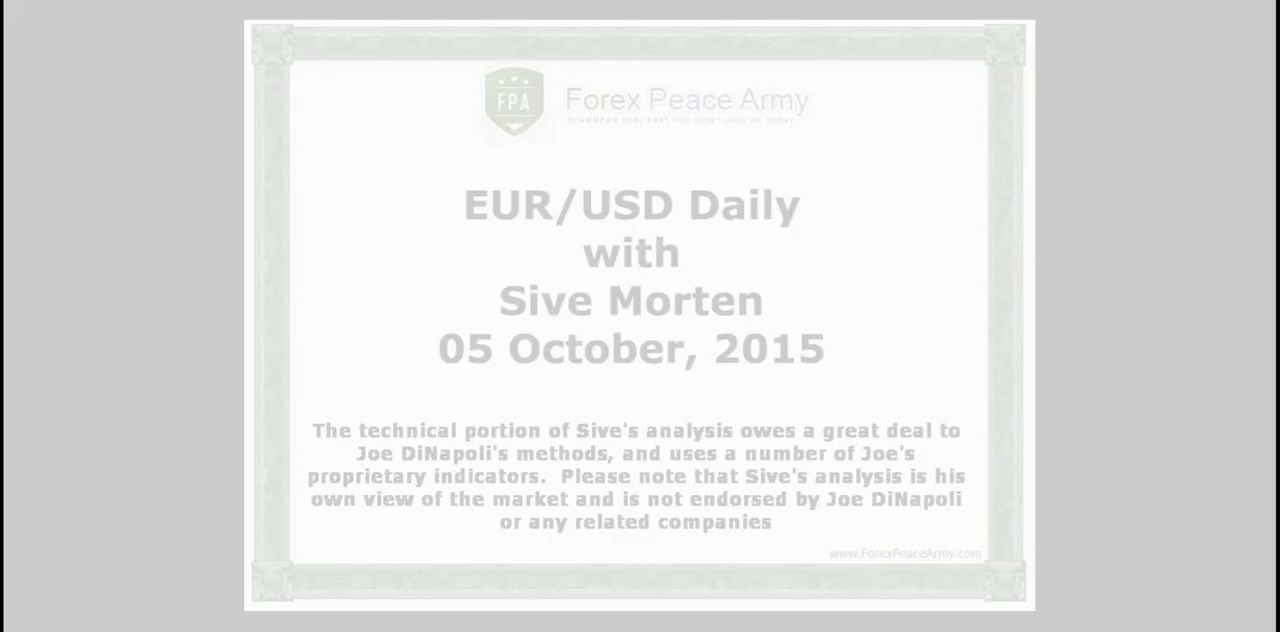 FPA
Forex Peace Army
EUR/USD Daily
with
Sive Morten
05 October, 2015
The technical portion of Sive's analysis owes a great deal to
Joe DiNapoli's methods, and uses a number of Joe's
proprietary indicators.  Please note that Sive's analysis is his
own view of the market and is not endorsed by Joe DiNapoli
or any related companies
www.ForexPeaceArmy.com